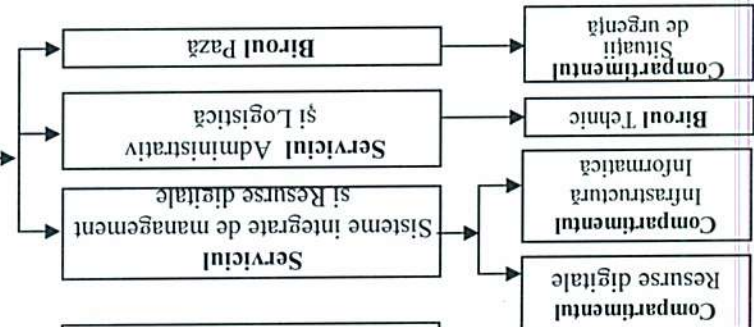 Compartimentul
Resurse digitale
Serviciul
Sisteme integrate de management
si Resurse digitale
Compartimentul
Infrastructură
Informatică
Serviciul Administrativ
și Logistică
Biroul Tehnic
Biroul Pază
Compartimentul
Situații
de urgență